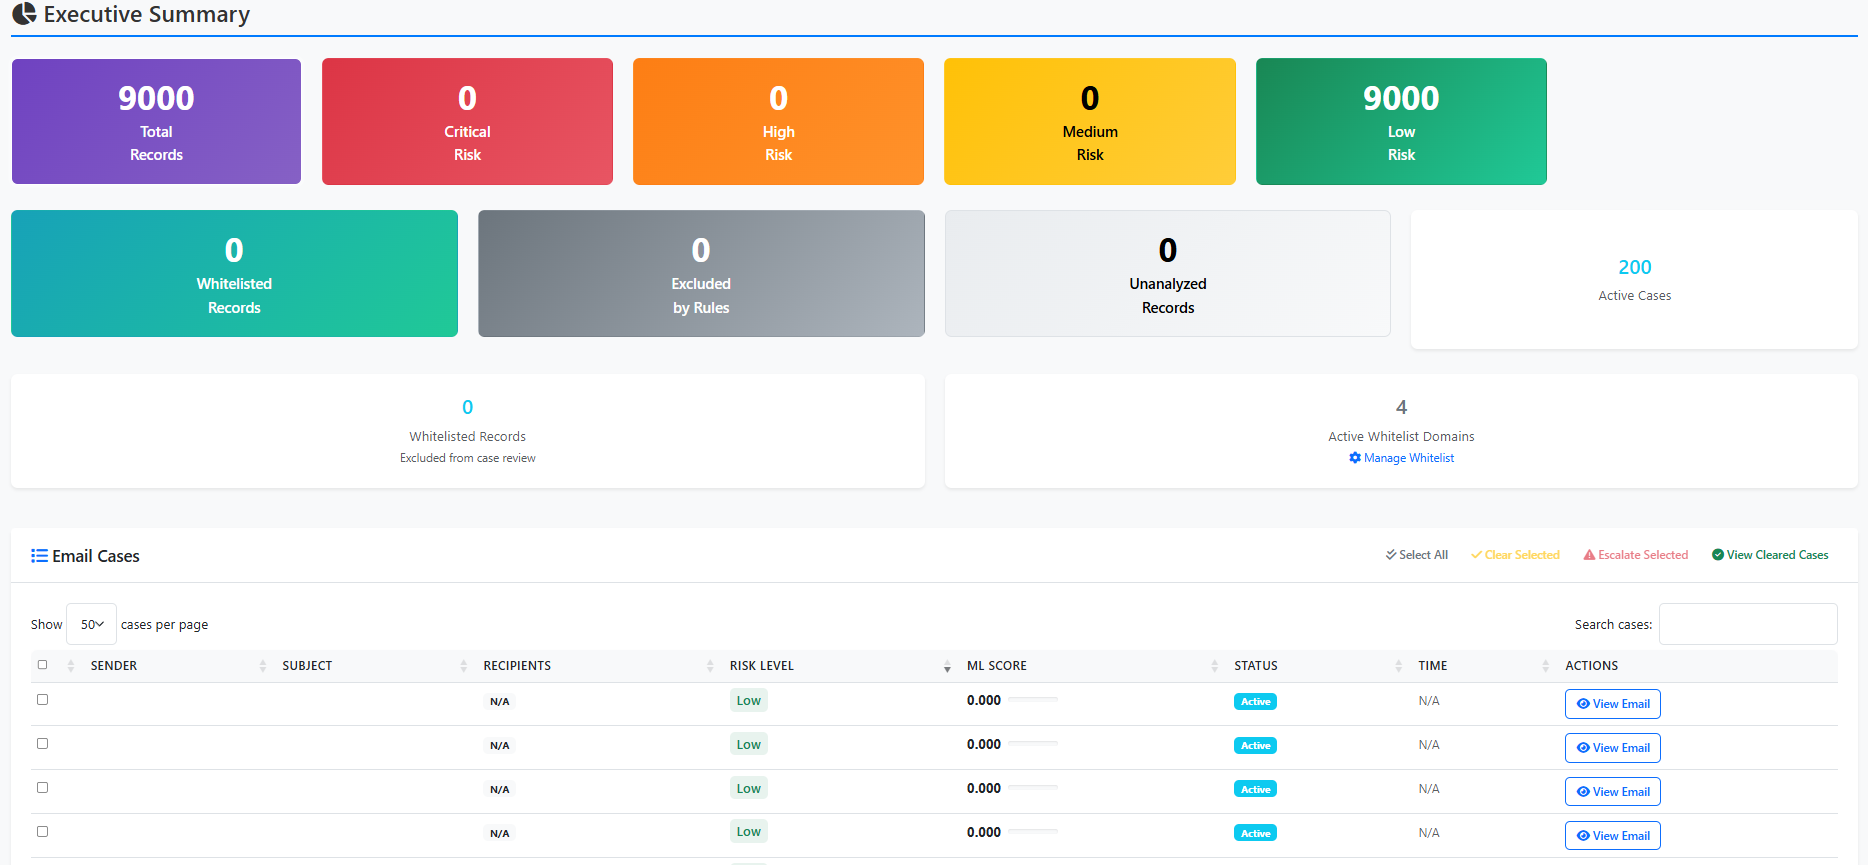 Executive Summary
9000
Total
Records
0
Critical
Risk
0
High
Risk
0
Medium
Risk
9000
Low
Risk
0
Whitelisted
Records
0
Excluded
by Rules
0
Unanalyzed
Records
200
Active Cases
0
Whitelisted Records
Excluded from case review
4
Active Whitelist Domains
Manage Whitelist
Email Cases
Select All Clear Selected Escalate Selected View Cleared Cases
Show 50 cases per page
Search cases:
SENDER SUBJECT RECIPIENTS RISK LEVEL ML SCORE STATUS TIME ACTIONS
N/A Low 0.000 Active N/A View Email
N/A Low 0.000 Active N/A View Email
N/A Low 0.000 Active N/A View Email
N/A Low 0.000 Active N/A View Email